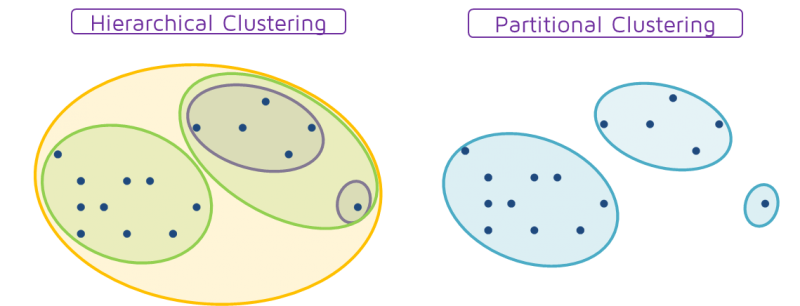 Hierarchical Clustering
Partitional Clustering